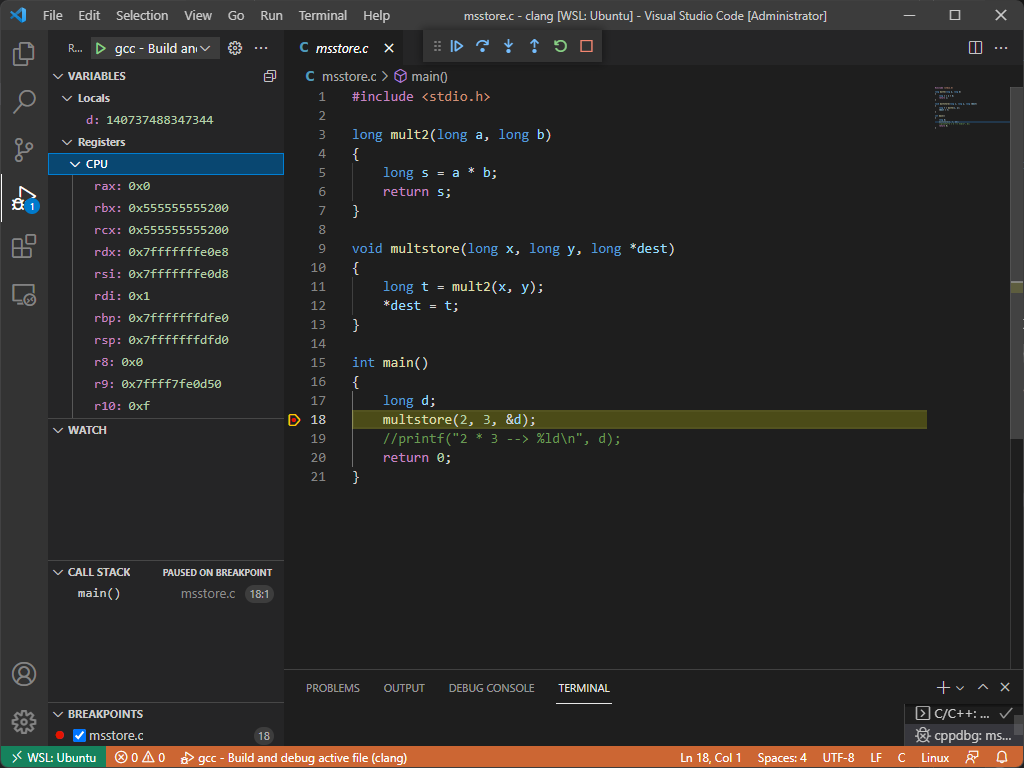 File Edit Selection View Go Run Terminal Help msstore.c - clang [WSL: Ubuntu] - Visual Studio Code [Administrator]
R... gcc - Build an
VARIABLES
Locals
d: 140737488347344
Registers
CPU
rax: 0x0
rbx: 0x555555555200
rcx: 0x555555555200
rdx: 0x7fffffffe0e8
rsi: 0x7fffffffe0d8
rdi: 0x1
rbp: 0x7fffffffdfe0
rsp: 0x7fffffffdfd0
r8: 0x0
r9: 0x7ffff7fe0d50
r10: 0xf
WATCH
CALL STACK PAUSED ON BREAKPOINT
main() msstore.c 18:1
BREAKPOINTS
msstore.c 18
1
C msstore.c
C msstore.c > main()
1 #include <stdio.h>
2
3 long mult2(long a, long b)
4 {
5 long s = a * b;
6 return s;
7 }
8
9 void multstore(long x, long y, long *dest)
10 {
11 long t = mult2(x, y);
12 *dest = t;
13 }
14
15 int main()
16 {
17 long d;
18 multstore(2, 3, &d);
19 //printf("2 * 3 --> %ld\n", d);
20 return 0;
21 }
PROBLEMS OUTPUT DEBUG CONSOLE TERMINAL
C/C++: ...
cppdbg: ms...
WSL: Ubuntu 0 0 gcc - Build and debug active file (clang) Ln 18, Col 1 Spaces: 4 UTF-8 LF C Linux